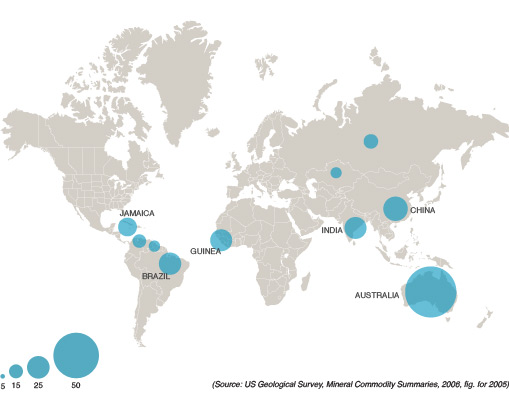 JAMAICA
CHINA
INDIA
GUINEA
BRAZIL
AUSTRALIA
5 15 25 50
(Source: US Geological Survey, Mineral Commodity Summaries, 2006, fig. for 2005)